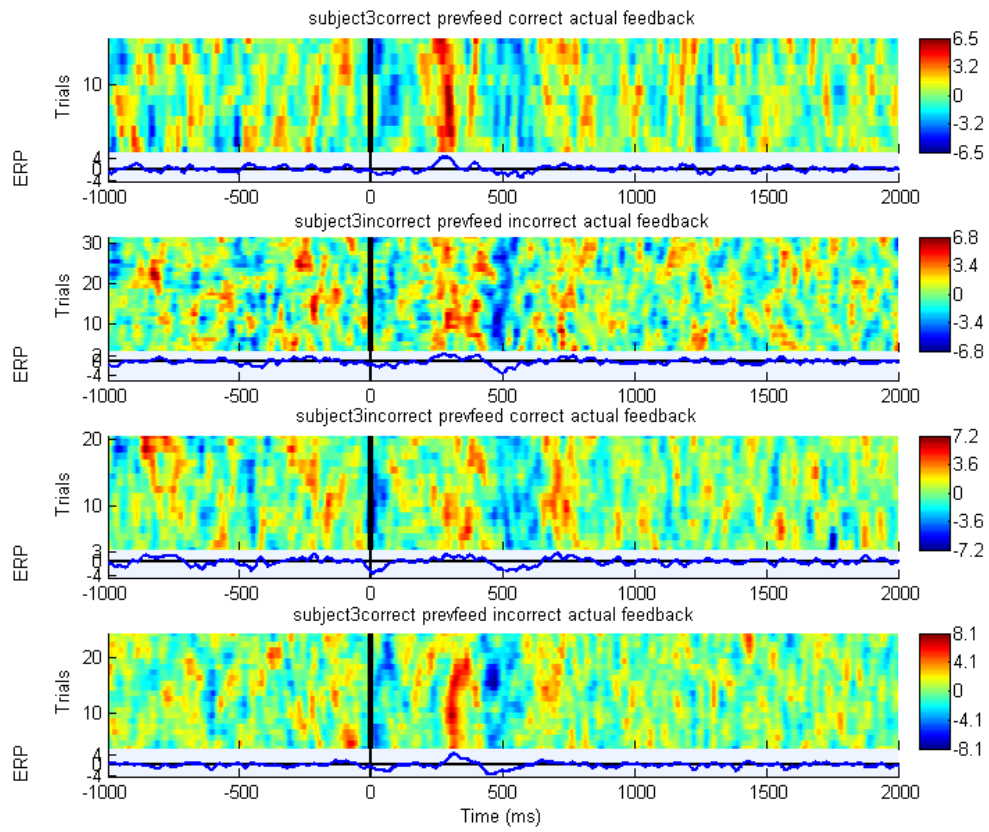 subject3correct prevfeed correct actual feedback
Trials
10
ERP
4
0
-4
-1000 -500 0 500 1000 1500 2000
6.5
3.2
0
-3.2
-6.5
subject3incorrect prevfeed incorrect actual feedback
Trials
30
20
10
ERP
2
0
-4
-1000 -500 0 500 1000 1500 2000
6.8
3.4
0
-3.4
-6.8
subject3incorrect prevfeed correct actual feedback
Trials
20
10
ERP
3
0
-4
-1000 -500 0 500 1000 1500 2000
7.2
3.6
0
-3.6
-7.2
subject3correct prevfeed incorrect actual feedback
Trials
20
10
ERP
4
0
-4
-1000 -500 0 500 1000 1500 2000
Time (ms)
8.1
4.1
0
-4.1
-8.1